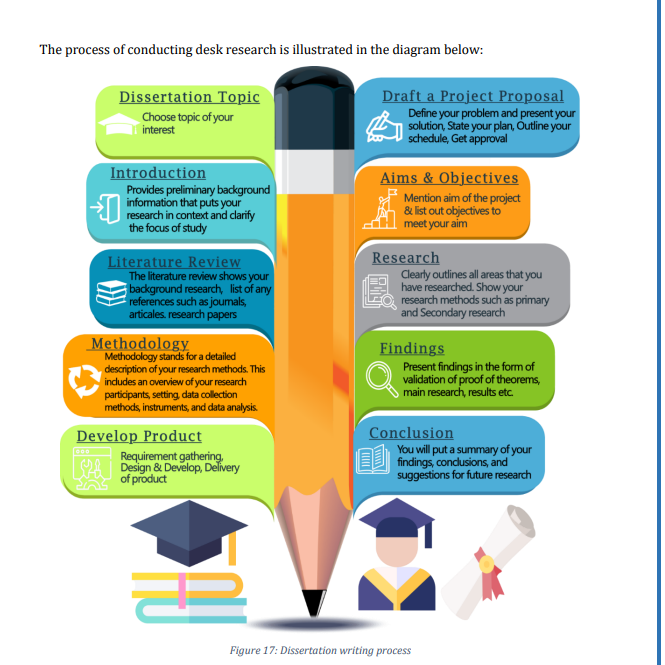 The process of conducting desk research is illustrated in the diagram below:
Dissertation Topic
Choose topic of your
interest
Draft a Project Proposal
Define your problem and present your
solution, State your plan, Outline your
schedule, Get approval
Introduction
Provides preliminary background
information that puts your
research in context and clarify
the focus of study
Aims & Objectives
Mention aim of the project
& list out objectives to
meet your aim
Literature Review
The literature review shows your
background research, list of any
references such as journals,
articales. research papers
Research
Clearly outlines all areas that you
have researched. Show your
research methods such as primary
and Secondary research
Methodology
Methodology stands for a detailed
description of your research methods. This
includes an overview of your research
participants, setting, data collection
methods, instruments, and data analysis.
Findings
Present findings in the form of
validation of proof of theorems,
main research, results etc.
Develop Product
Requirement gathering,
Design & Develop, Delivery
of product
Conclusion
You will put a summary of your
findings, conclusions, and
suggestions for future research
Figure 17: Dissertation writing process